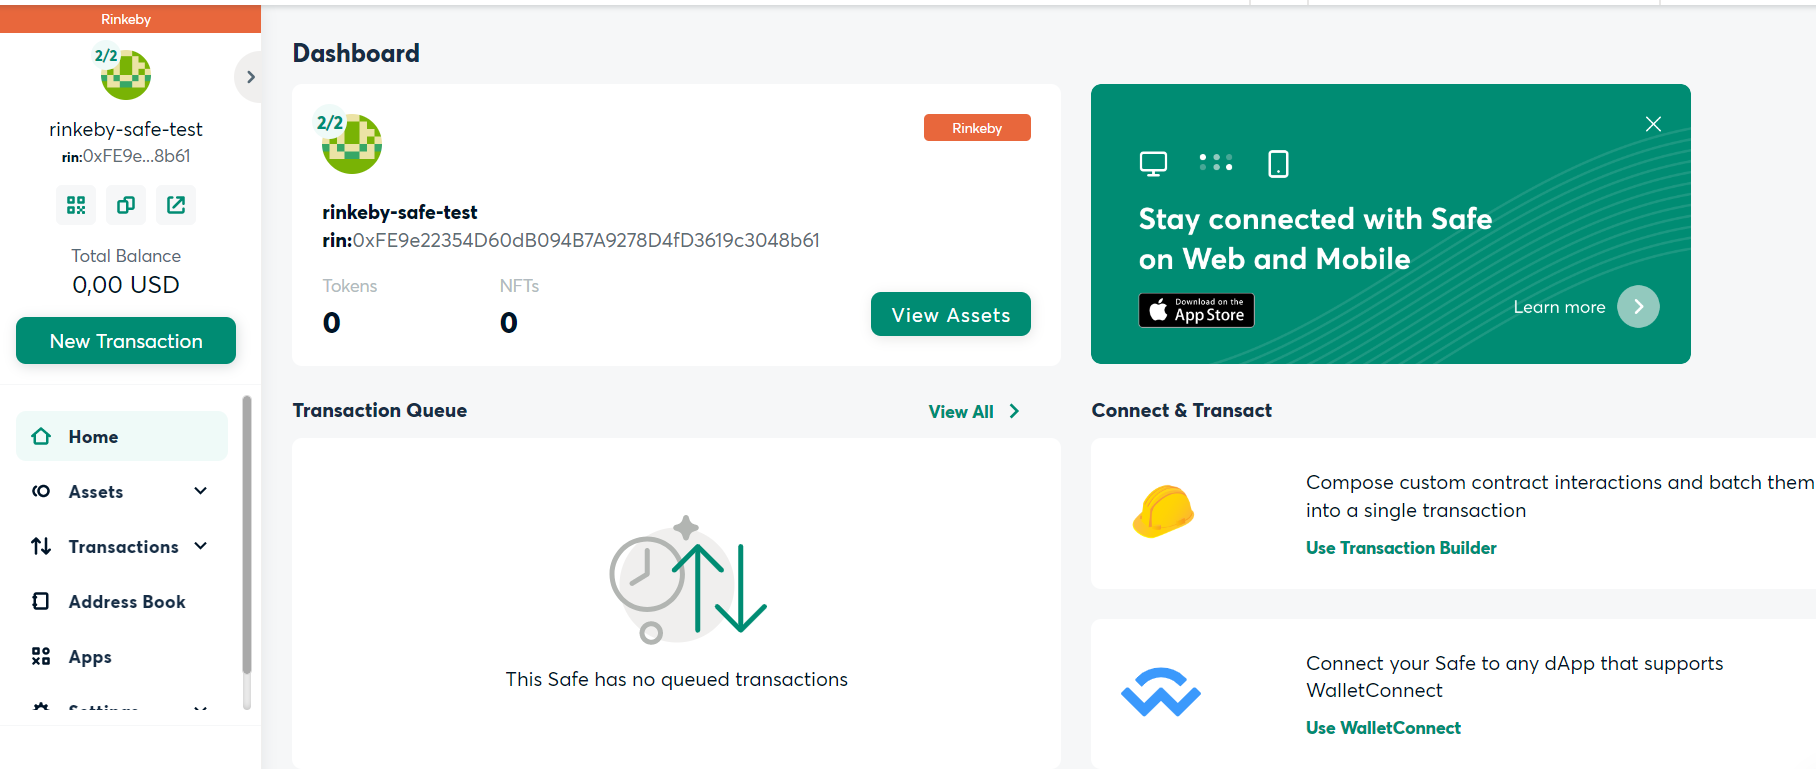 Rinkeby
2/2
rinkeby-safe-test
rin:0xFE9e...8b61
Total Balance
0,00 USD
New Transaction
Home
Assets
Transactions
Address Book
Apps
Settings
Dashboard
2/2
Rinkeby
rinkeby-safe-test
rin:0xFE9e22354D60dB094B7A9278D4fD3619c3048b61
Tokens NFTs
0 0
View Assets
Stay connected with Safe
on Web and Mobile
Download on the
App Store
Learn more
Transaction Queue
View All
This Safe has no queued transactions
Connect & Transact
Compose custom contract interactions and batch them
into a single transaction
Use Transaction Builder
Connect your Safe to any dApp that supports
WalletConnect
Use WalletConnect